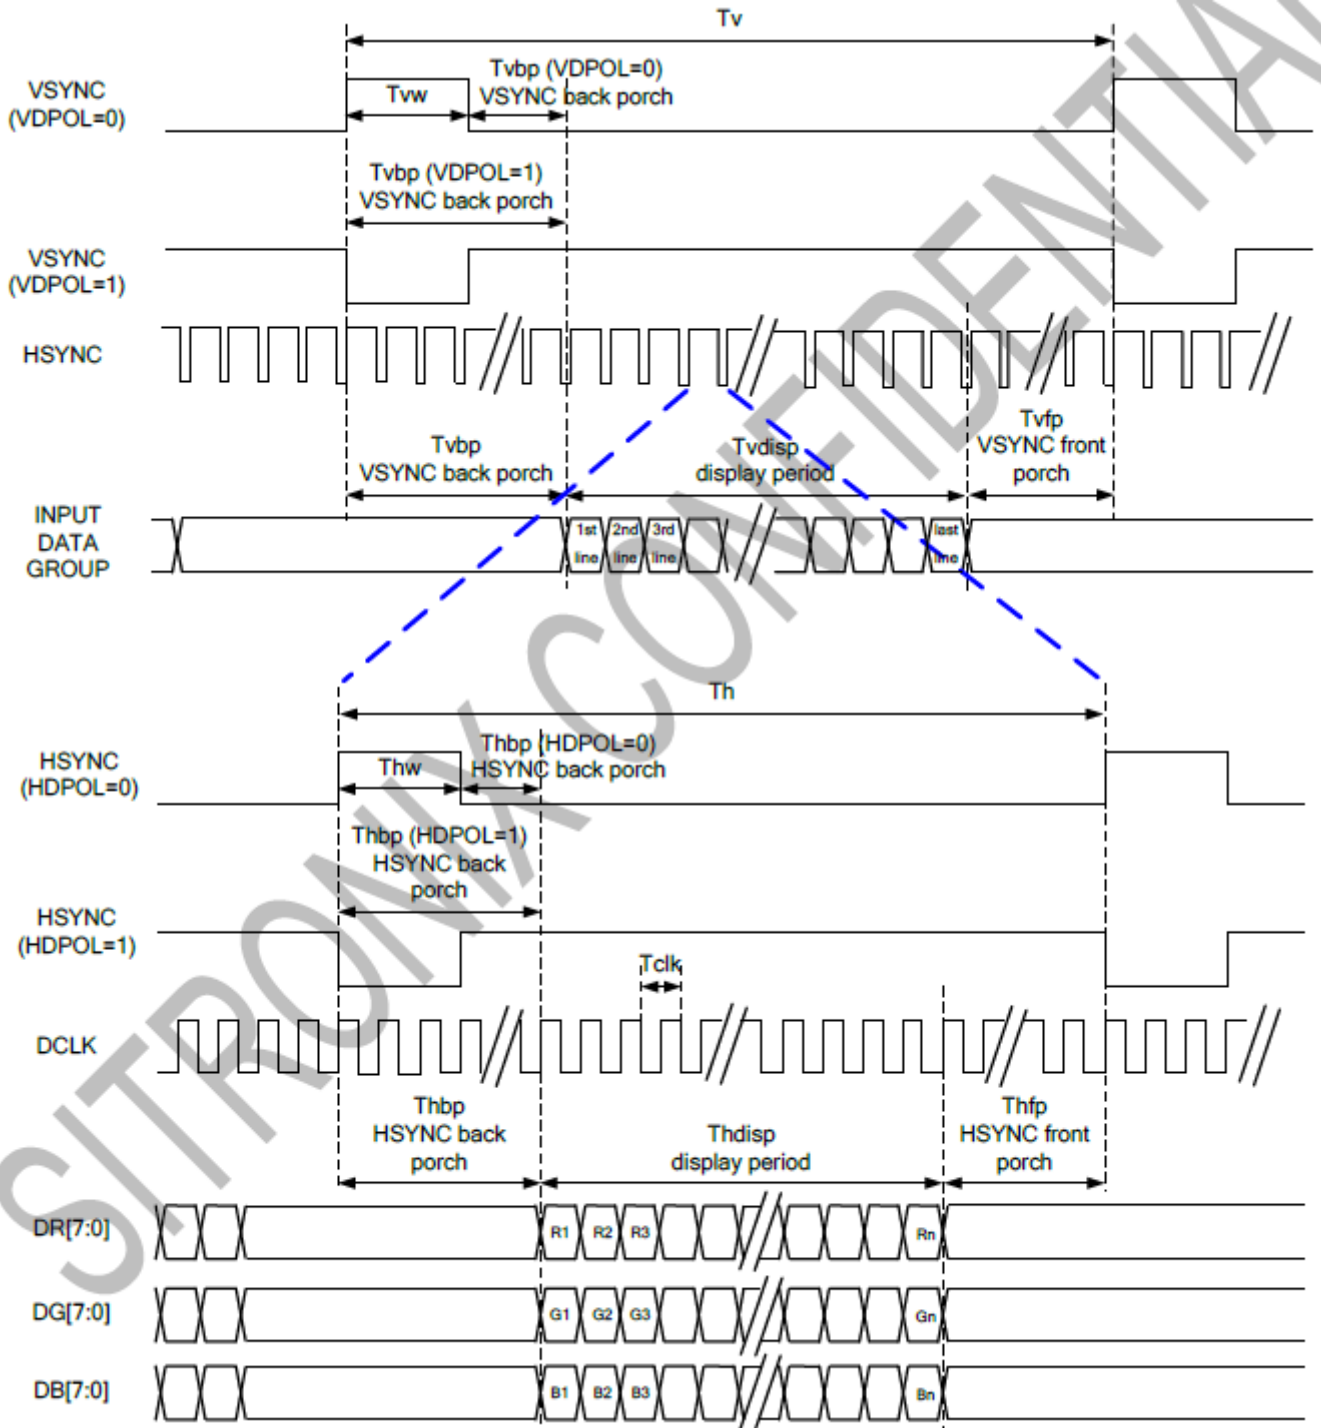 Tv
VSYNC
(VDPOL=0)
Tvw
Tvbp (VDPOL=0)
VSYNC back porch
Tvbp (VDPOL=1)
VSYNC back porch
VSYNC
(VDPOL=1)
HSYNC
Tvbp
VSYNC back porch
Tvdisp
display period
Tvfp
VSYNC front
porch
INPUT
DATA
GROUP
1st
line
2nd
line
3rd
line
last
line
Th
HSYNC
(HDPOL=0)
Thw
Thbp (HDPOL=0)
HSYNC back porch
Thbp (HDPOL=1)
HSYNC back
porch
HSYNC
(HDPOL=1)
Tclk
DCLK
Thbp
HSYNC back
porch
Thdisp
display period
Thfp
HSYNC front
porch
DR[7:0]
R1 R2 R3 Rn
DG[7:0]
G1 G2 G3 Gn
DB[7:0]
B1 B2 B3 Bn
SITRONIX CONFIDENTIAL